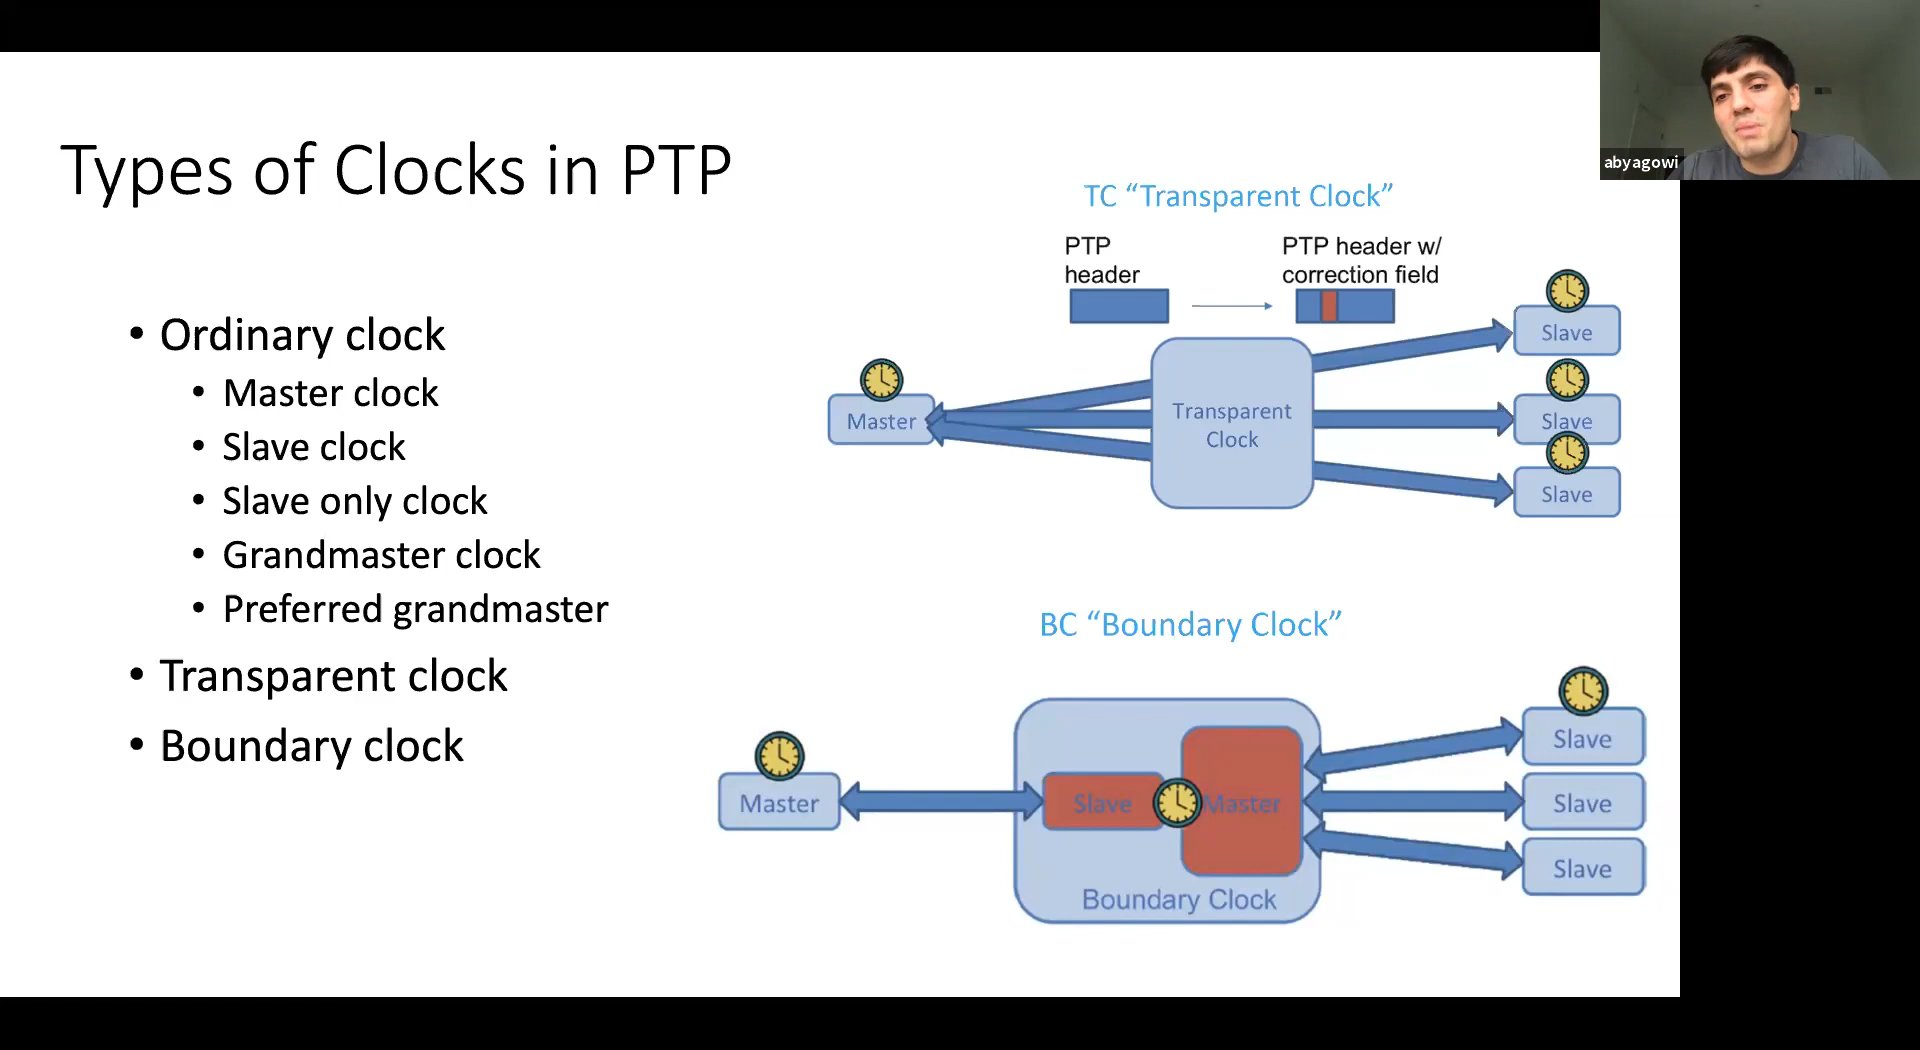 abyagowi
Types of Clocks in PTP
• Ordinary clock
• Master clock
• Slave clock
• Slave only clock
• Grandmaster clock
• Preferred grandmaster
• Transparent clock
• Boundary clock
TC “Transparent Clock”
PTP
header
PTP header w/
correction field
Master
Transparent
Clock
Slave
Slave
Slave
BC “Boundary Clock”
Master
Slave
Master
Boundary Clock
Slave
Slave
Slave